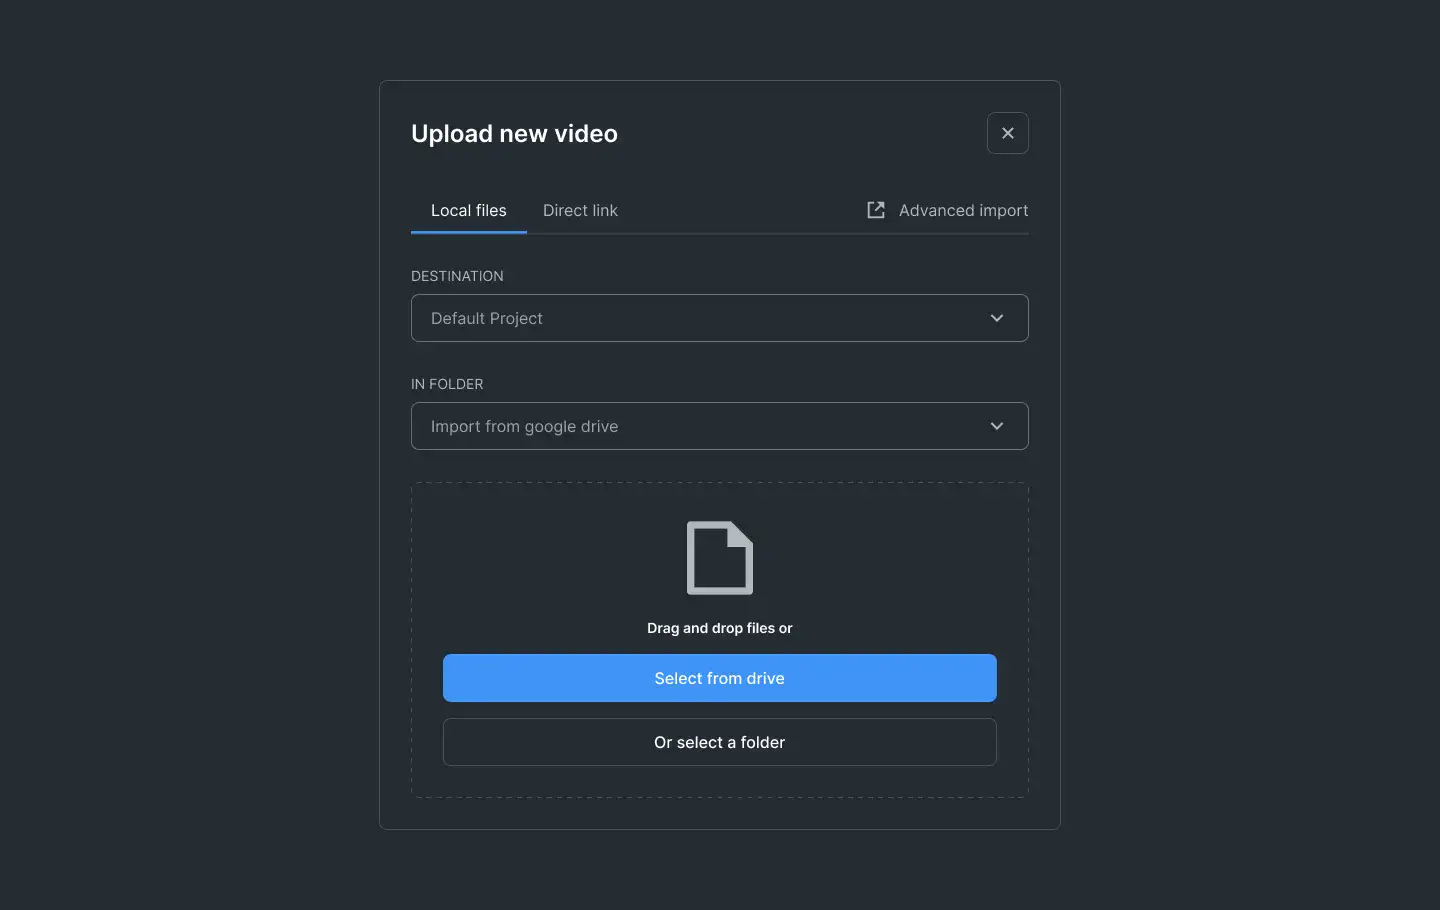 Upload new video
Local files
Direct link
Advanced import
DESTINATION
Default Project
IN FOLDER
Import from google drive
Drag and drop files or
Select from drive
Or select a folder